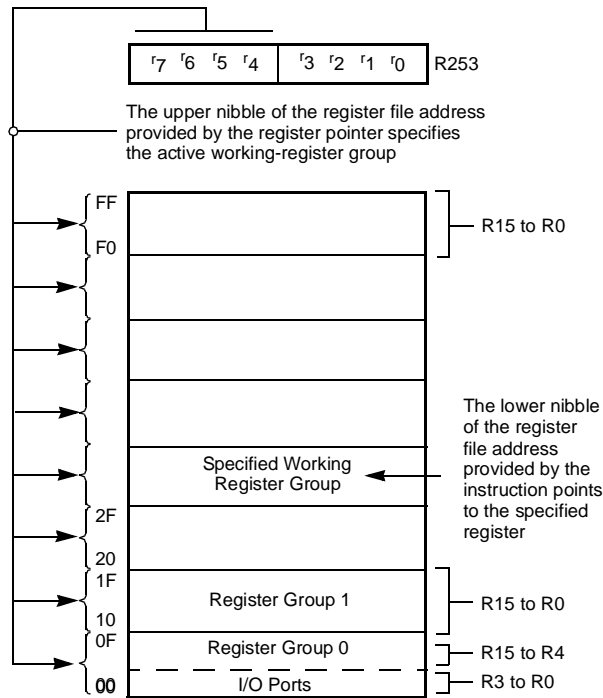 r7 r6 r5 r4 r3 r2 r1 r0 R253
The upper nibble of the register file address
provided by the register pointer specifies
the active working-register group
FF
R15 to R0
F0
The lower nibble
of the register
file address
provided by the
instruction points
to the specified
register
Specified Working
Register Group
2F
20
1F
Register Group 1
R15 to R0
10
0F
Register Group 0
R15 to R4
00
I/O Ports
R3 to R0